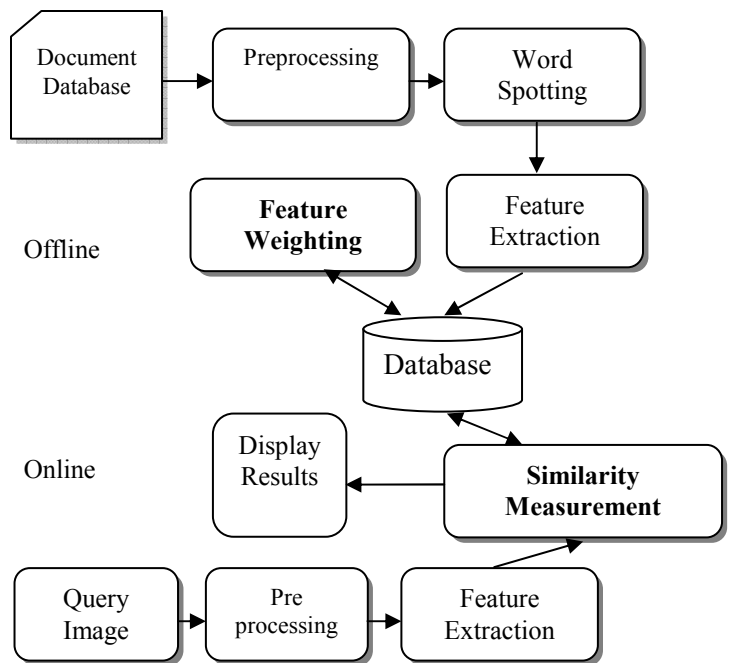 Document
Database
Preprocessing
Word
Spotting
Feature
Weighting
Feature
Extraction
Offline
Database
Display
Results
Online
Similarity
Measurement
Query
Image
Pre
processing
Feature
Extraction